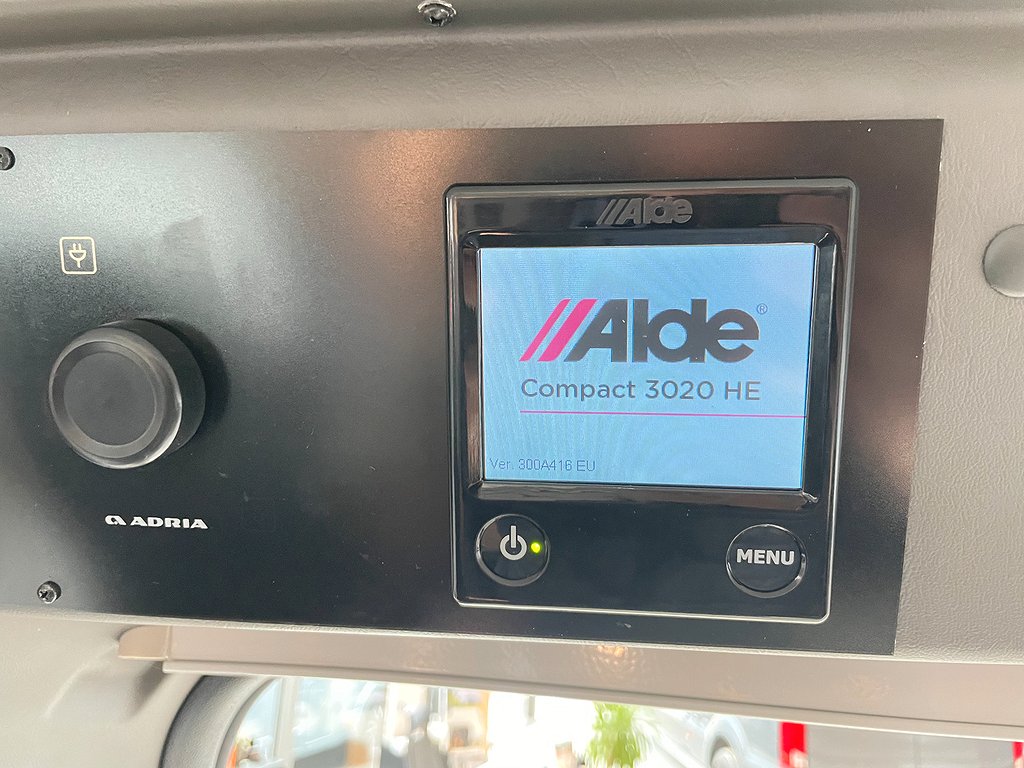 Alde
Alde®
Compact 3020 HE
Ver. 300A416 EU
ADRIA
MENU